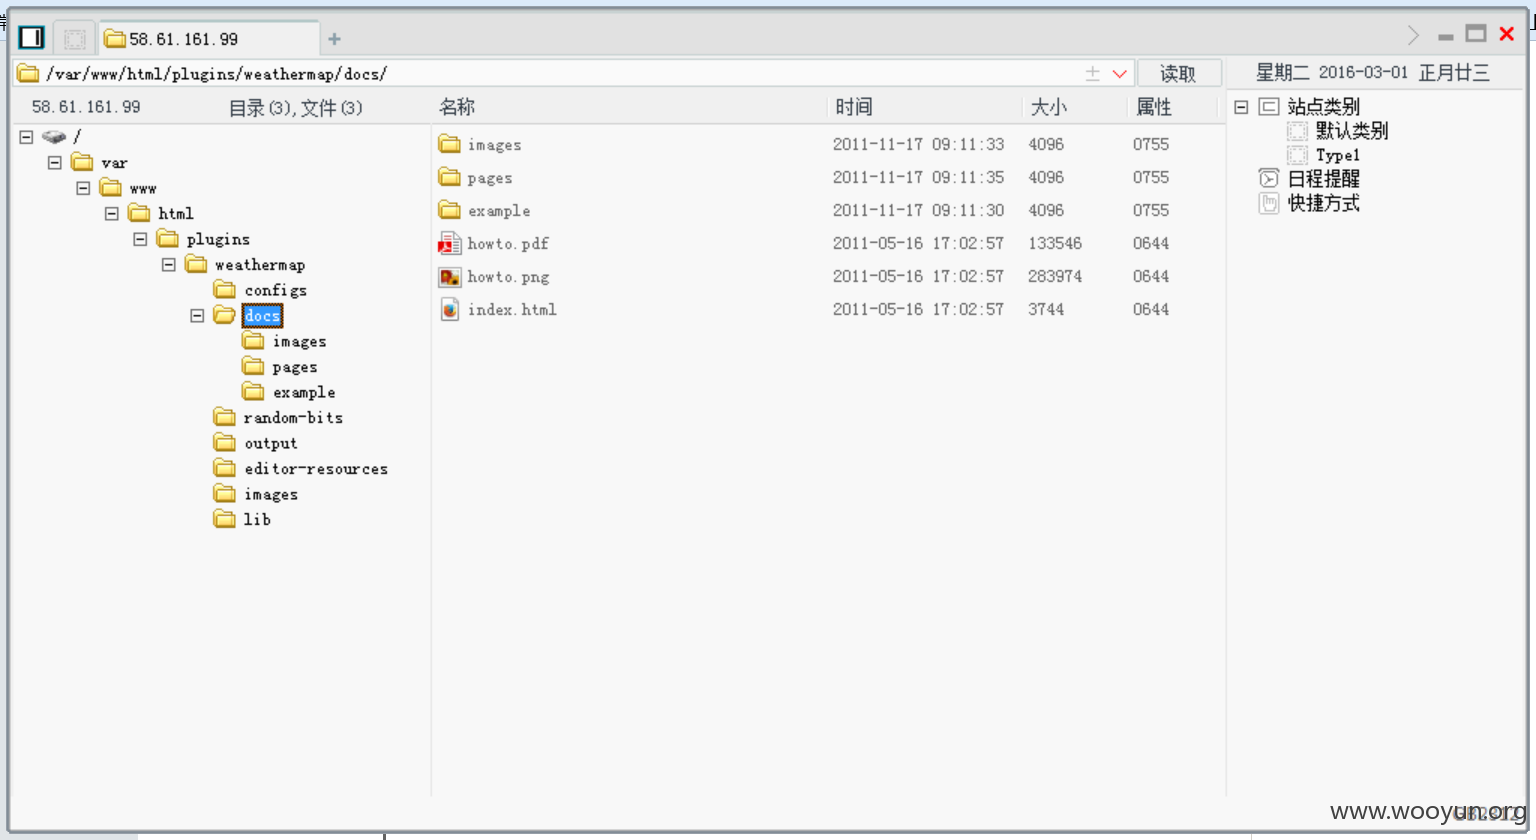 58.61.161.99
/var/www/html/plugins/weathermap/docs/
读取
星期二 2016-03-01 正月廿三
58.61.161.99 目录(3),文件(3)
名称 时间 大小 属性
/
var
www
html
plugins
weathermap
configs
docs
images
pages
example
random-bits
output
editor-resources
images
lib
images 2011-11-17 09:11:33 4096 0755
pages 2011-11-17 09:11:35 4096 0755
example 2011-11-17 09:11:30 4096 0755
howto.pdf 2011-05-16 17:02:57 133546 0644
howto.png 2011-05-16 17:02:57 283974 0644
index.html 2011-05-16 17:02:57 3744 0644
站点类别
默认类别
Type1
日程提醒
快捷方式
www.wooyun.org